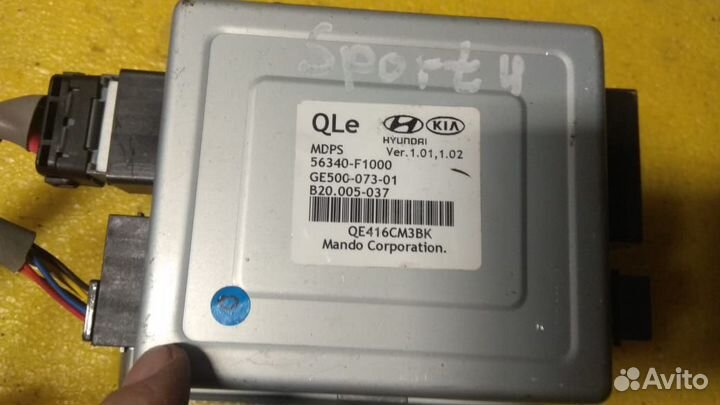 Sport 4
QLe
HYUNDAI
KIA
MDPS
Ver.1.01,1.02
56340-F1000
GE500-073-01
B20.005-037
QE416CM3BK
Mando Corporation.
Avito